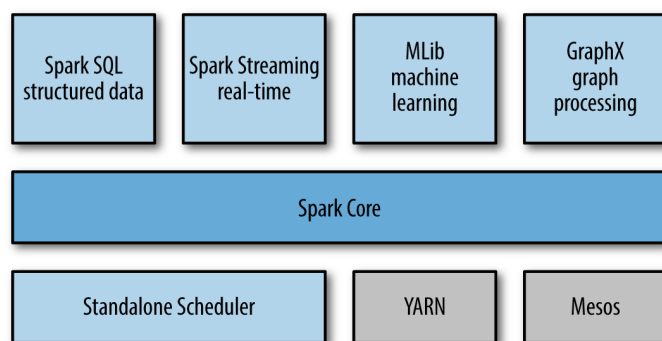 Spark SQL
structured data
Spark Streaming
real-time
MLib
machine
learning
GraphX
graph
processing
Spark Core
Standalone Scheduler
YARN
Mesos